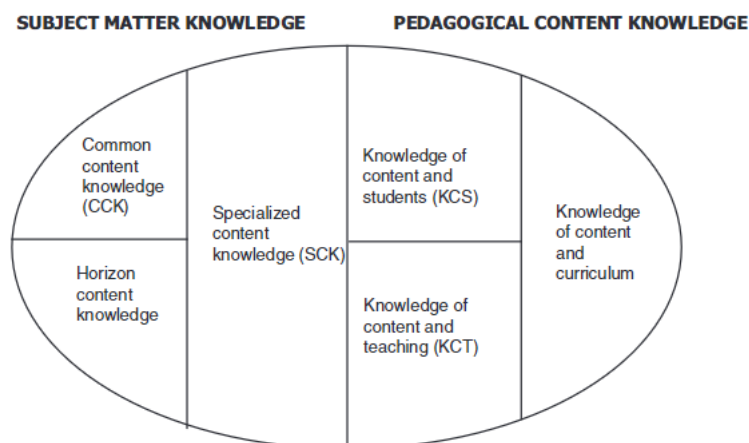 SUBJECT MATTER KNOWLEDGE
PEDAGOGICAL CONTENT KNOWLEDGE
Common
content
knowledge
(CCK)
Horizon
content
knowledge
Specialized
content
knowledge (SCK)
Knowledge of
content and
students (KCS)
Knowledge of
content and
teaching (KCT)
Knowledge
of content
and
curriculum